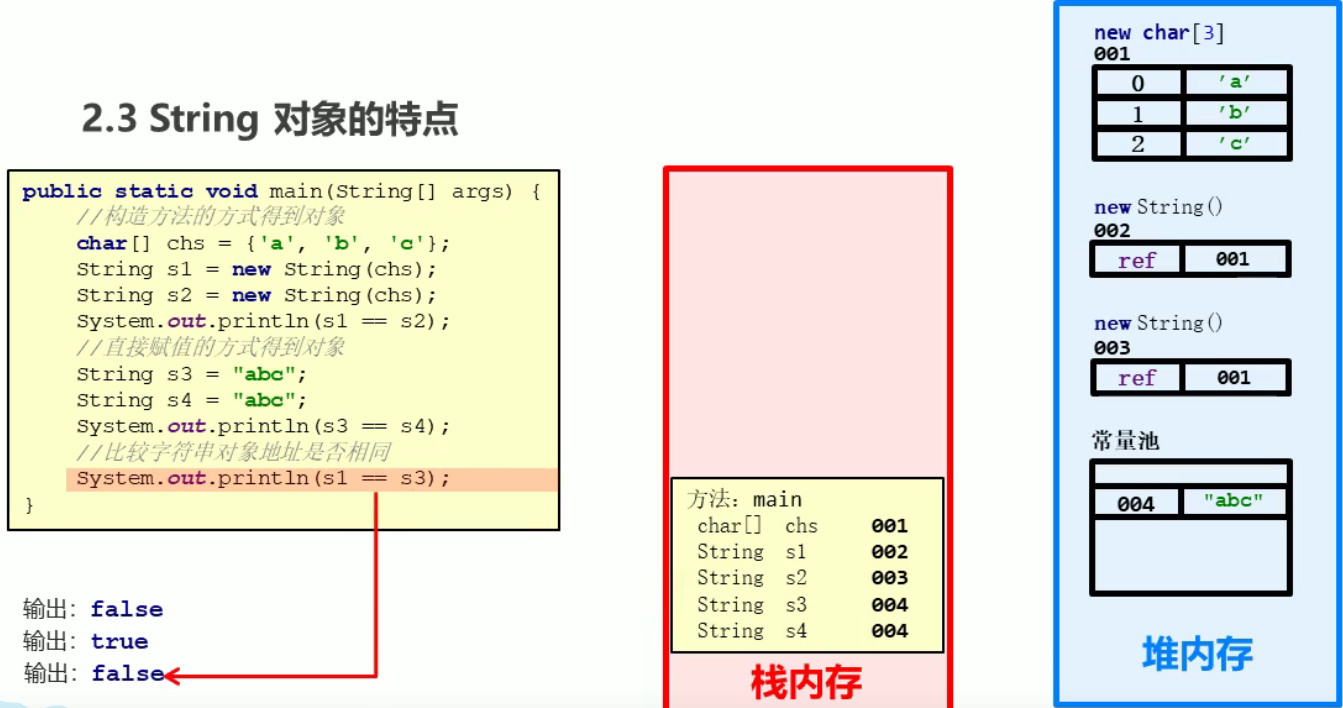 2.3 String 对象的特点
public static void main(String[] args) {
//构造方法的方式得到对象
char[] chs = {'a', 'b', 'c'};
String s1 = new String(chs);
String s2 = new String(chs);
System.out.println(s1 == s2);
//直接赋值的方式得到对象
String s3 = "abc";
String s4 = "abc";
System.out.println(s3 == s4);
//比较字符串对象地址是否相同
System.out.println(s1 == s3);
}
输出：false
输出：true
输出：false
方法：main
char[] chs 001
String s1 002
String s2 003
String s3 004
String s4 004
栈内存
new char[3]
001
0 'a'
1 'b'
2 'c'
new String()
002
ref 001
new String()
003
ref 001
常量池
004 "abc"
堆内存